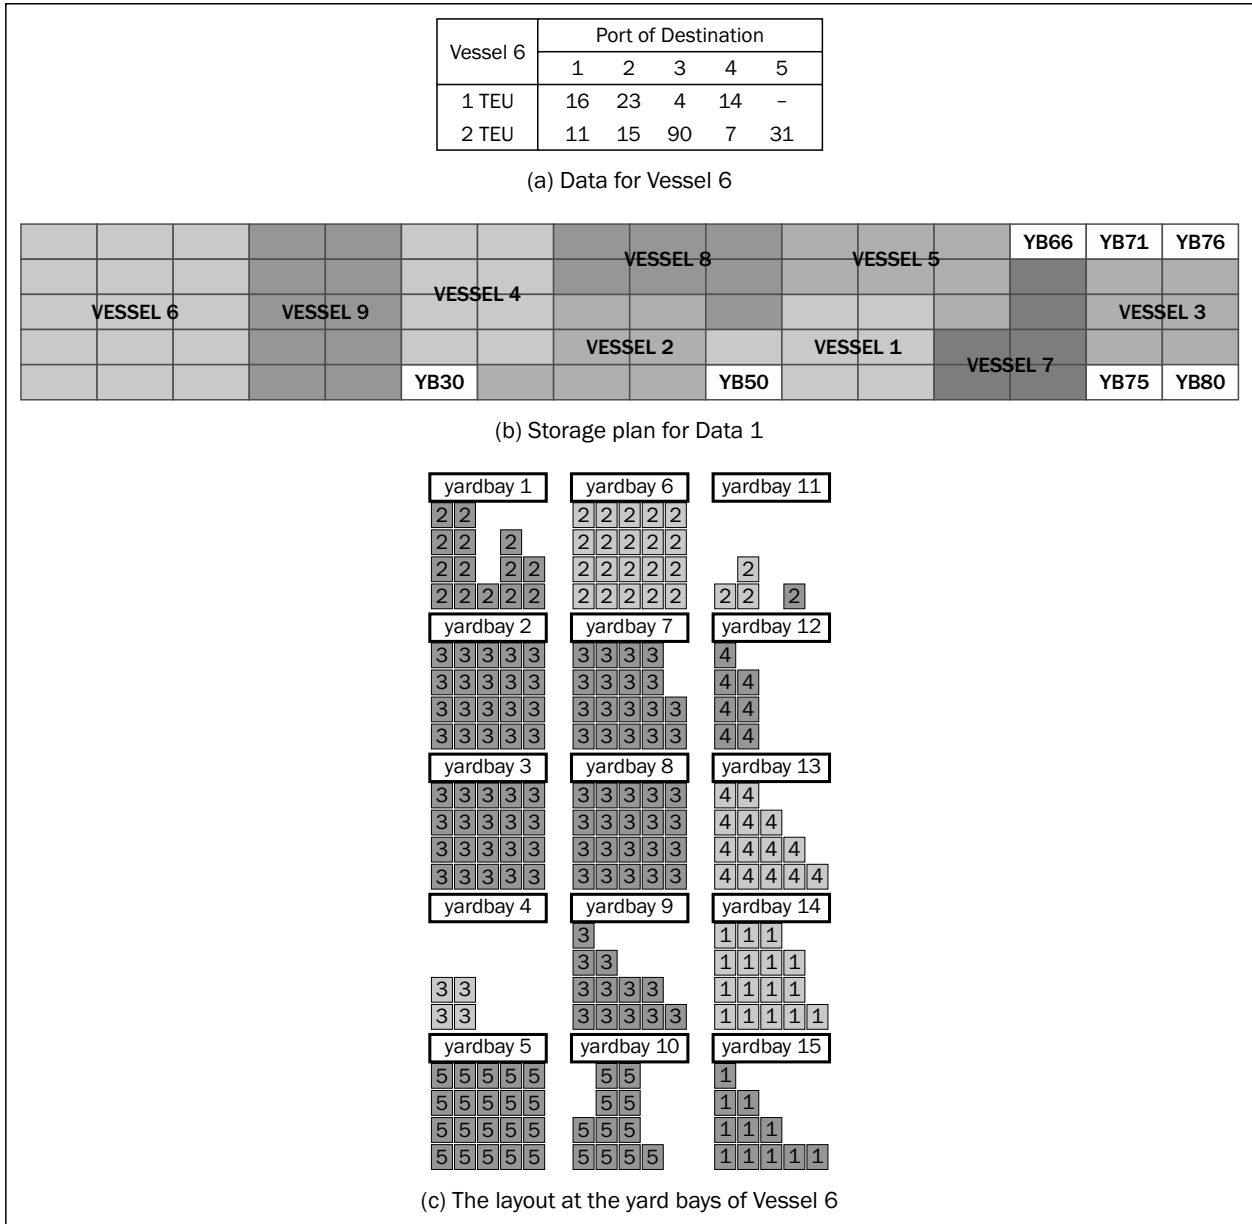 Vessel 6 Port of Destination
1 2 3 4 5
1 TEU 16 23 4 14 –
2 TEU 11 15 90 7 31
(a) Data for Vessel 6
YB66 YB71 YB76
VESSEL 8 VESSEL 5
VESSEL 6 VESSEL 9 VESSEL 4 VESSEL 3
VESSEL 2 VESSEL 1 VESSEL 7
YB30 YB50 YB75 YB80
(b) Storage plan for Data 1
yardbay 1 yardbay 6 yardbay 11
2 2 2 2 2 2 2
2 2 2 2 2 2 2 2
2 2 2 2 2 2 2 2 2 2
2 2 2 2 2 2 2 2 2 2 2 2 2
yardbay 2 yardbay 7 yardbay 12
3 3 3 3 3 3 3 3 3 4
3 3 3 3 3 3 3 3 3 4 4
3 3 3 3 3 3 3 3 3 3 4 4
3 3 3 3 3 3 3 3 3 3 4 4
yardbay 3 yardbay 8 yardbay 13
3 3 3 3 3 3 3 3 3 3 4 4
3 3 3 3 3 3 3 3 3 3 4 4 4
3 3 3 3 3 3 3 3 3 3 4 4 4 4
3 3 3 3 3 3 3 3 3 3 4 4 4 4 4
yardbay 4 yardbay 9 yardbay 14
3 1 1 1
3 3 1 1 1 1
3 3 3 3 3 3 1 1 1 1
3 3 3 3 3 3 3 1 1 1 1 1
yardbay 5 yardbay 10 yardbay 15
5 5 5 5 5 5 5 1
5 5 5 5 5 5 5 1 1
5 5 5 5 5 5 5 5 1 1 1
5 5 5 5 5 5 5 5 5 1 1 1 1 1
(c) The layout at the yard bays of Vessel 6